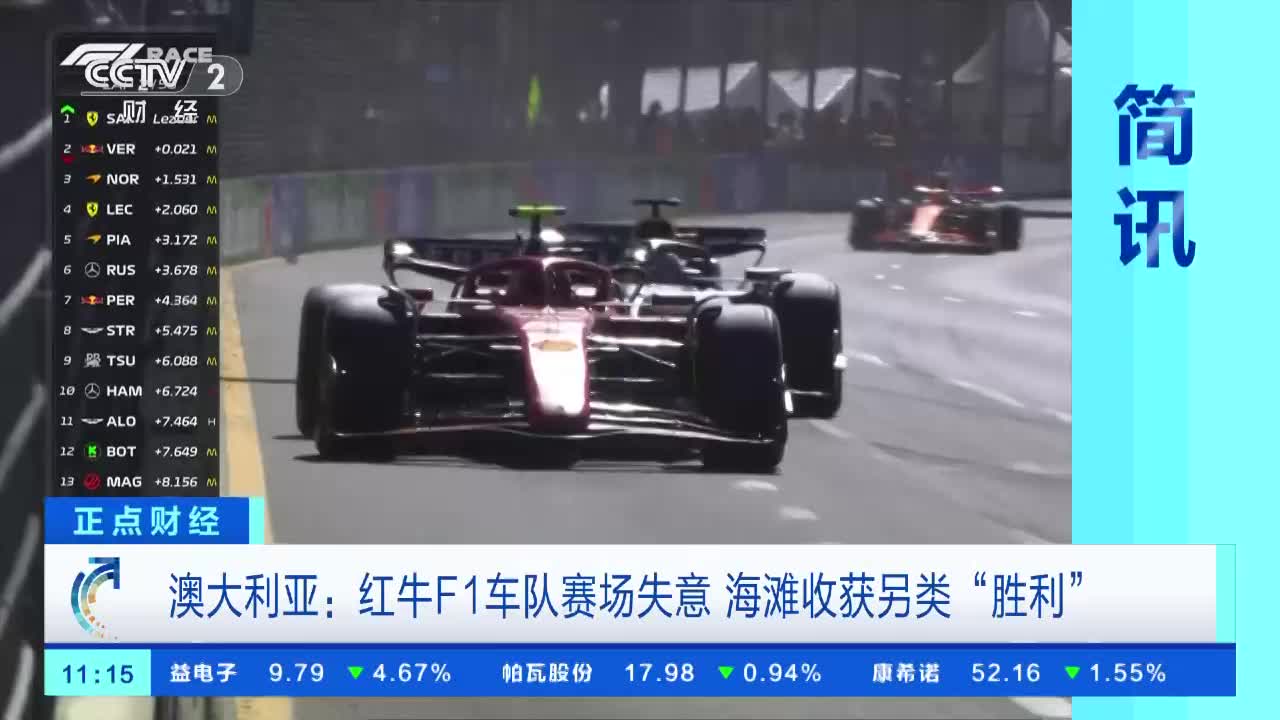 RACE
CCTV 2
财 经
1 Leader M
2 VER +0.021 M
3 NOR +1.531 M
4 LEC +2.060 M
5 PIA +3.172 M
6 RUS +3.678 M
7 PER +4.364 M
8 STR +5.475 M
9 TSU +6.088 M
10 HAM +6.724
11 ALO +7.464 H
12 BOT +7.649 M
13 MAG +8.156 M
简讯
正点财经
澳大利亚：红牛F1车队赛场失意 海滩收获另类“胜利”
11:15 益电子 9.79 ▼4.67% 帕瓦股份 17.98 ▼0.94% 康希诺 52.16 ▼1.55%